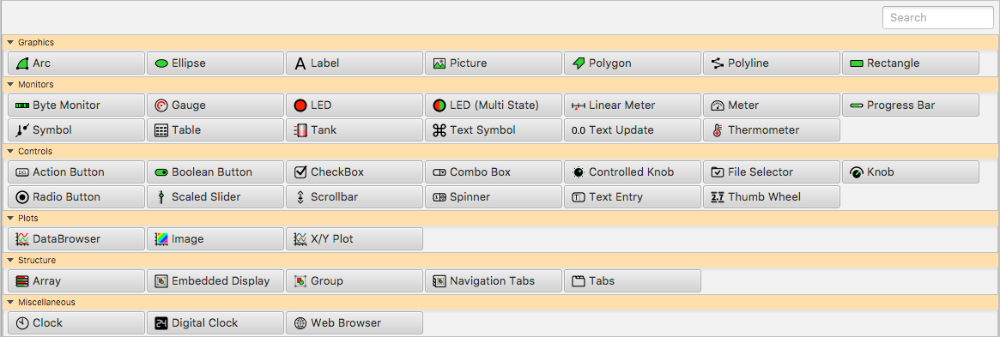 Search
Graphics
Arc Ellipse A Label Picture Polygon Polyline Rectangle
Monitors
Byte Monitor Gauge LED LED (Multi State) Linear Meter Meter Progress Bar
Symbol Table Tank Text Symbol 0.0 Text Update Thermometer
Controls
DO Action Button Boolean Button CheckBox Combo Box Controlled Knob File Selector Knob
Radio Button Scaled Slider Scrollbar Spinner T Text Entry 2.7 Thumb Wheel
Plots
DataBrowser Image X/Y Plot
Structure
Array Embedded Display Group Navigation Tabs Tabs
Miscellaneous
Clock 24 Digital Clock Web Browser